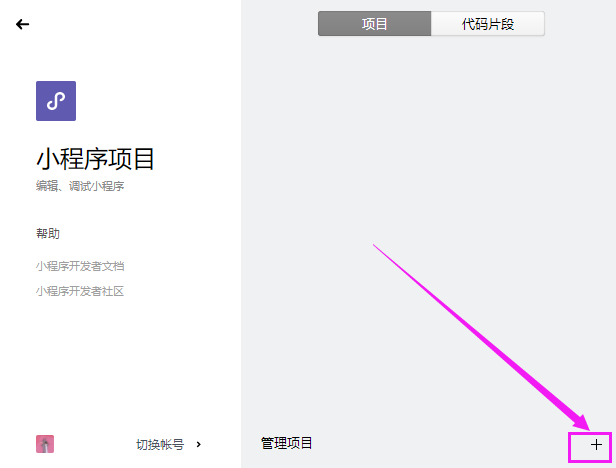 项目
代码片段
小程序项目
编辑、调试小程序
帮助
小程序开发者文档
小程序开发者社区
切换帐号
管理项目